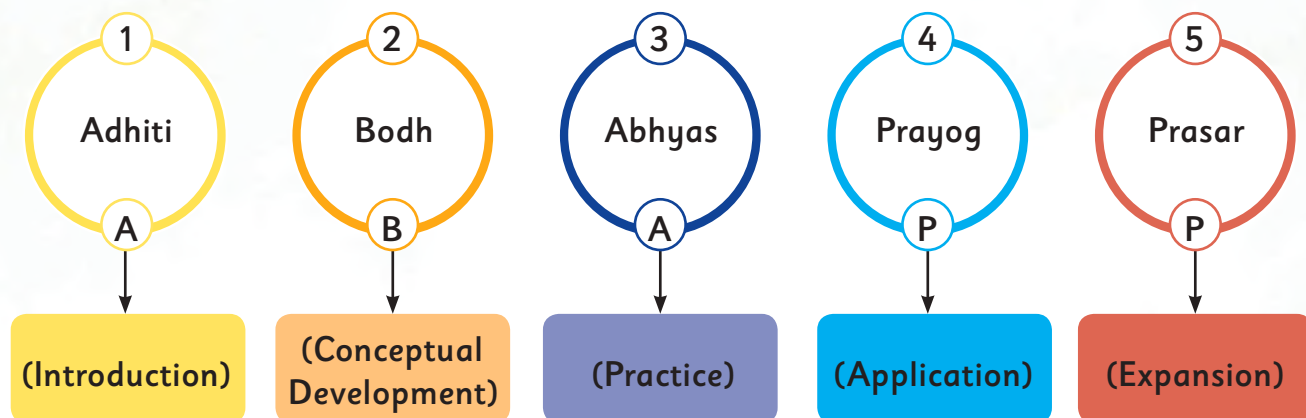 1
Adhiti
A
(Introduction)
2
Bodh
B
(Conceptual
Development)
3
Abhyas
A
(Practice)
4
Prayog
P
(Application)
5
Prasar
P
(Expansion)